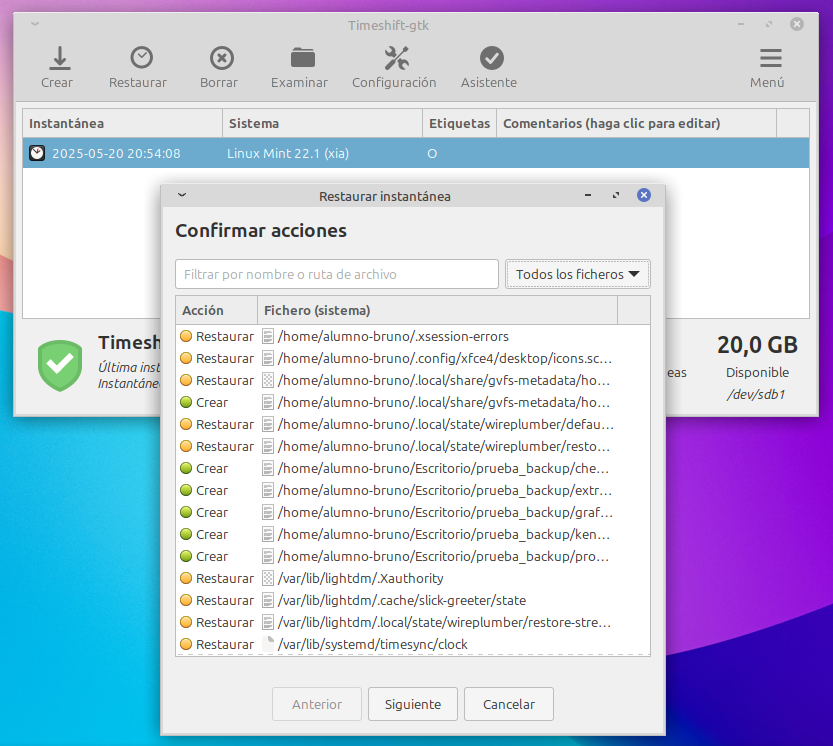 Timeshift-gtk
Crear Restaurar Borrar Examinar Configuración Asistente Menú
Instantánea Sistema Etiquetas Comentarios (haga clic para editar)
2025-05-20 20:54:08 Linux Mint 22.1 (xia) O
Restaurar instantánea
Confirmar acciones
Filtrar por nombre o ruta de archivo Todos los ficheros
Acción Fichero (sistema)
Restaurar /home/alumno-bruno/.xsession-errors
Restaurar /home/alumno-bruno/.config/xfce4/desktop/icons.sc...
Restaurar /home/alumno-bruno/.local/share/gvfs-metadata/ho...
Crear /home/alumno-bruno/.local/share/gvfs-metadata/ho...
Restaurar /home/alumno-bruno/.local/state/wireplumber/defau...
Restaurar /home/alumno-bruno/.local/state/wireplumber/resto...
Crear /home/alumno-bruno/Escritorio/prueba_backup/che...
Crear /home/alumno-bruno/Escritorio/prueba_backup/extr...
Crear /home/alumno-bruno/Escritorio/prueba_backup/graf...
Crear /home/alumno-bruno/Escritorio/prueba_backup/ken...
Crear /home/alumno-bruno/Escritorio/prueba_backup/pro...
Restaurar /var/lib/lightdm/.Xauthority
Restaurar /var/lib/lightdm/.cache/slick-greeter/state
Restaurar /var/lib/lightdm/.local/state/wireplumber/restore-stre...
Restaurar /var/lib/systemd/timesync/clock
Anterior Siguiente Cancelar
Timesh
Última inst
Instantáne
eas
20,0 GB
Disponible
/dev/sdb1